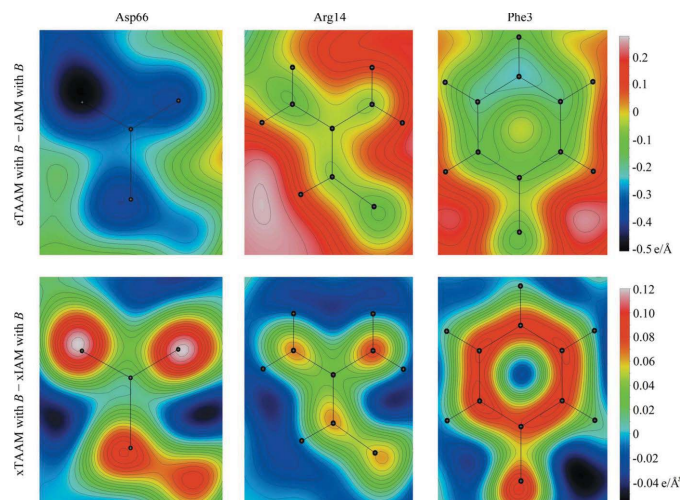 Asp66
Arg14
Phe3
eTAAM with B – eIAM with B
0.2
0.1
0
-0.1
-0.2
-0.3
-0.4
-0.5 e/Å
xTAAM with B – xIAM with B
0.12
0.10
0.08
0.06
0.04
0.02
0
-0.02
-0.04 e/Å³